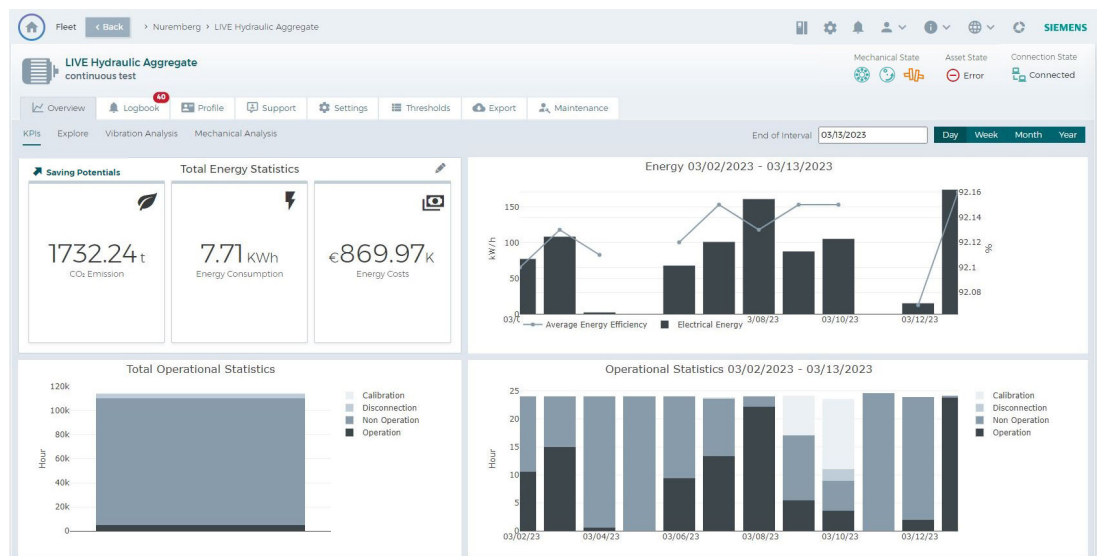 Fleet < Back > Nuremberg > LIVE Hydraulic Aggregate SIEMENS
LIVE Hydraulic Aggregate
continuous test
Mechanical State Asset State Connection State
Error Connected
Overview Logbook 40 Profile Support Settings Thresholds Export Maintenance
KPIs Explore Vibration Analysis Mechanical Analysis End of Interval 03/13/2023 Day Week Month Year
Saving Potentials Total Energy Statistics
1732.24 t
CO₂ Emission
7.71 KWh
Energy Consumption
€869.97 K
Energy Costs
Energy 03/02/2023 - 03/13/2023
kW/h
150
100
50
0
92.16
92.14
92.12
92.1
92.08
%
03/0 3/08/23 03/10/23 03/12/23
Average Energy Efficiency Electrical Energy
Total Operational Statistics
Hour
120k
100k
80k
60k
40k
20k
0
Calibration
Disconnection
Non Operation
Operation
Operational Statistics 03/02/2023 - 03/13/2023
Hour
25
20
15
10
5
0
03/02/23 03/04/23 03/06/23 03/08/23 03/10/23 03/12/23
Calibration
Disconnection
Non Operation
Operation